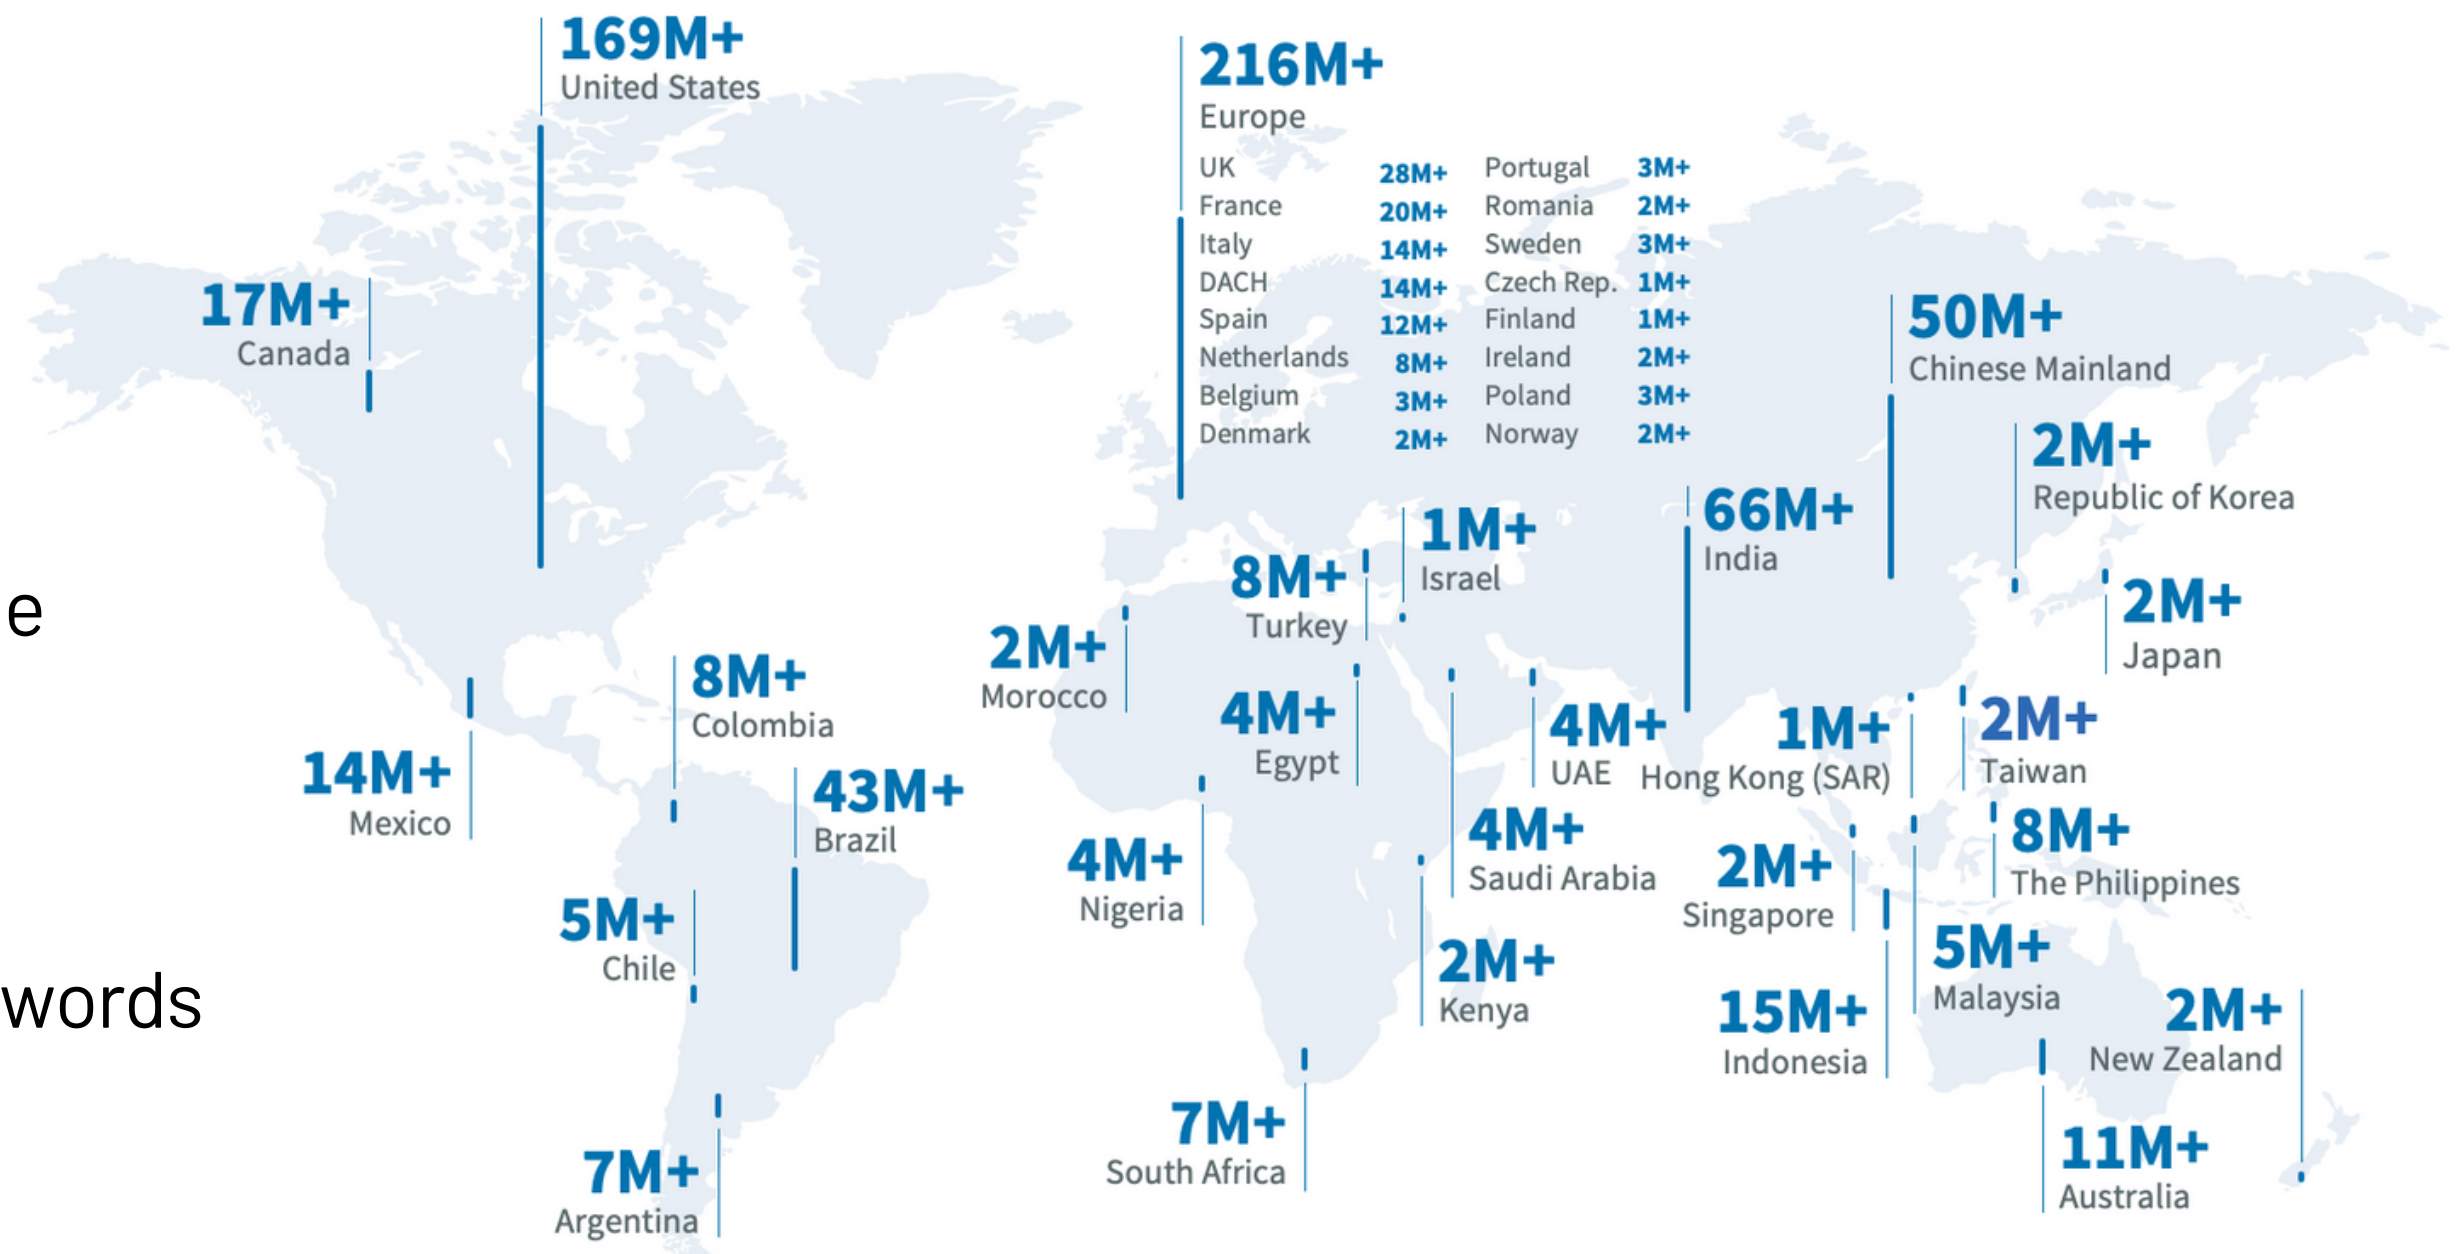 169M+
United States
216M+
Europe
UK 28M+ Portugal 3M+
France 20M+ Romania 2M+
Italy 14M+ Sweden 3M+
DACH 14M+ Czech Rep. 1M+
Spain 12M+ Finland 1M+
Netherlands 8M+ Ireland 2M+
Belgium 3M+ Poland 3M+
Denmark 2M+ Norway 2M+
17M+
Canada
50M+
Chinese Mainland
2M+
Republic of Korea
66M+
India
1M+
Israel
8M+
Turkey
2M+
Japan
e
2M+
Morocco
8M+
Colombia
4M+
Egypt
4M+
UAE
1M+
Hong Kong (SAR)
2M+
Taiwan
14M+
Mexico
43M+
Brazil
4M+
Nigeria
4M+
Saudi Arabia
2M+
Singapore
8M+
The Philippines
5M+
Chile
2M+
Kenya
5M+
Malaysia
words
15M+
Indonesia
2M+
New Zealand
7M+
South Africa
11M+
Australia
7M+
Argentina